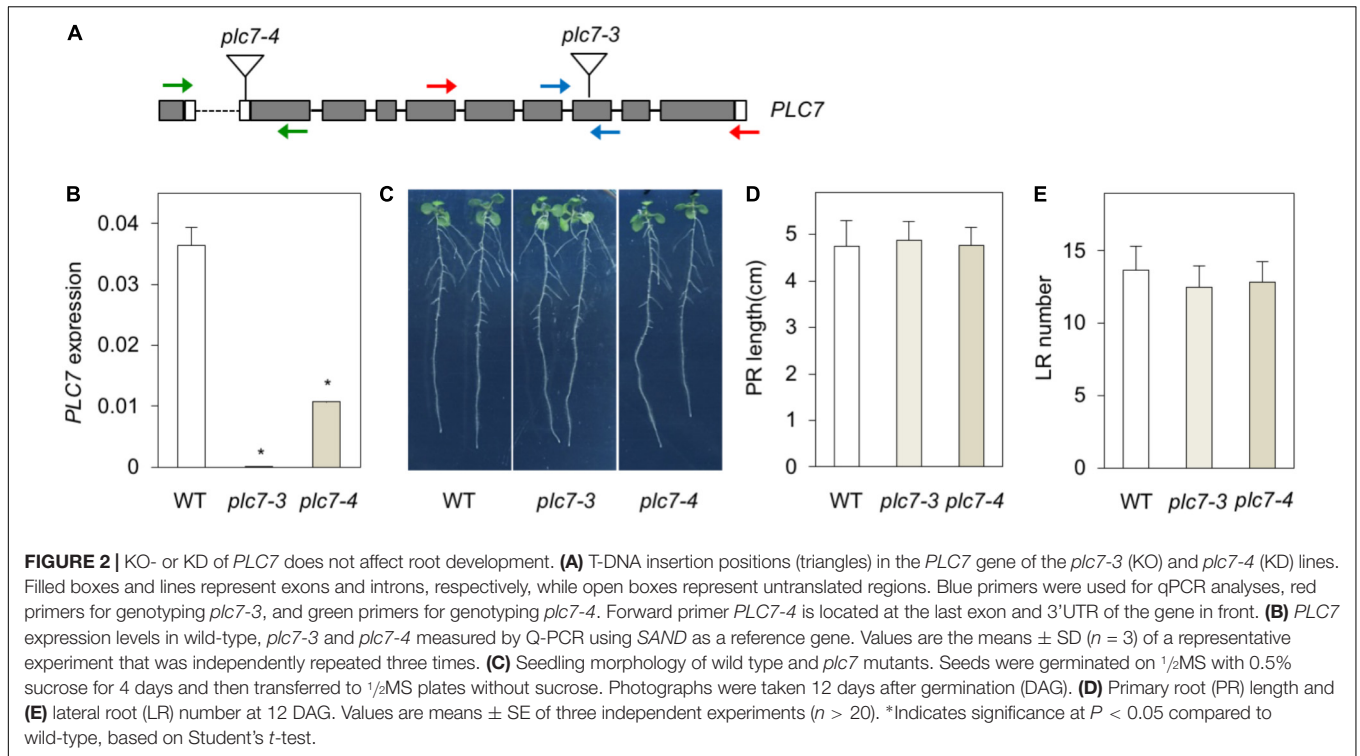 A
plc7-4
plc7-3
PLC7
B
PLC7 expression
0.04
0.03
0.02
0.01
0
*
*
WT plc7-3 plc7-4
C
WT plc7-3 plc7-4
D
PR length(cm)
5
4
3
2
1
0
WT plc7-3 plc7-4
E
LR number
15
13
10
5
0
WT plc7-3 plc7-4
FIGURE 2 | KO- or KD of PLC7 does not affect root development. (A) T-DNA insertion positions (triangles) in the PLC7 gene of the plc7-3 (KO) and plc7-4 (KD) lines.
Filled boxes and lines represent exons and introns, respectively, while open boxes represent untranslated regions. Blue primers were used for qPCR analyses, red
primers for genotyping plc7-3, and green primers for genotyping plc7-4. Forward primer PLC7-4 is located at the last exon and 3'UTR of the gene in front. (B) PLC7
expression levels in wild-type, plc7-3 and plc7-4 measured by Q-PCR using SAND as a reference gene. Values are the means ± SD (n = 3) of a representative
experiment that was independently repeated three times. (C) Seedling morphology of wild type and plc7 mutants. Seeds were germinated on 1/2MS with 0.5%
sucrose for 4 days and then transferred to 1/2MS plates without sucrose. Photographs were taken 12 days after germination (DAG). (D) Primary root (PR) length and
(E) lateral root (LR) number at 12 DAG. Values are means ± SE of three independent experiments (n > 20). *Indicates significance at P < 0.05 compared to
wild-type, based on Student's t-test.